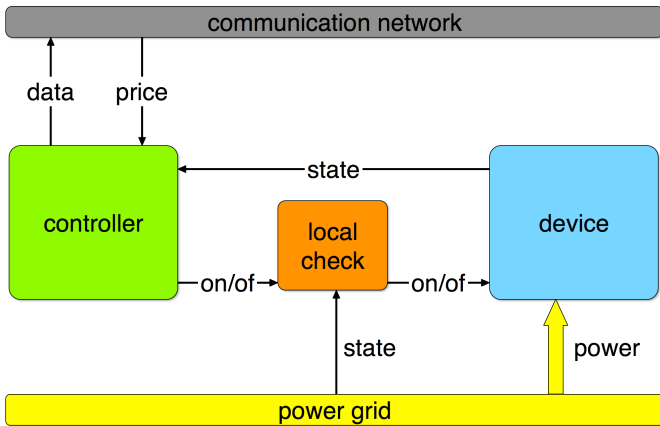 communication network
data
price
state
controller
local
check
device
on/of
on/of
state
power
power grid